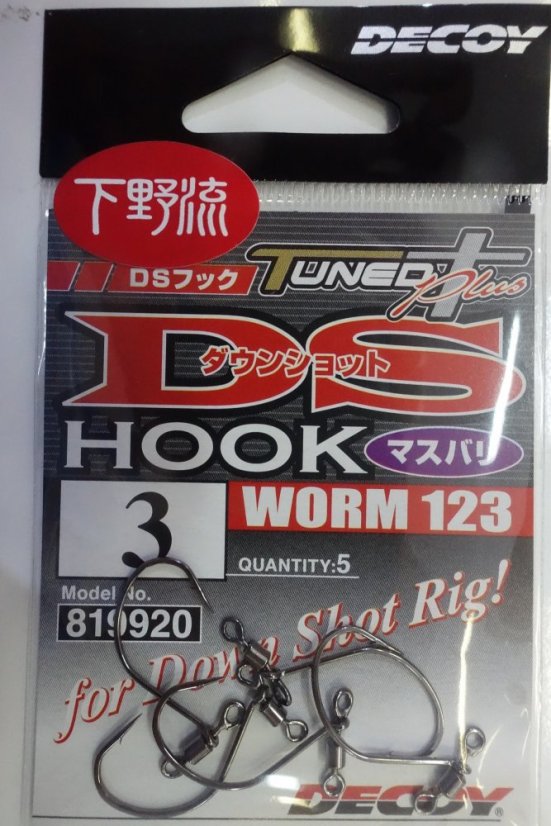 DECOY
下野流
DSフック
TUNED Plus
DS
ダウンショット
HOOK
マスバリ
3
WORM 123
QUANTITY:5
Model No.
819920
for Down Shot Rig!
DECOY®